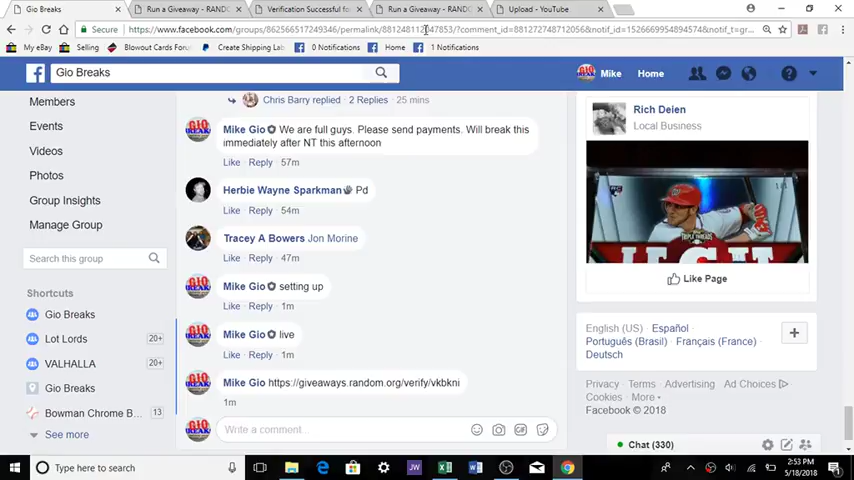 Gio Breaks
Run a Giveaway - RANDO
Verification Successful fo
Run a Giveaway - RANDO
Upload - YouTube
Secure
https://www.facebook.com/groups/862566517249346/permalink/881248112047853/?comment_id=881272748712056&notif_id=1526669954894574&notif_t=gr...
My eBay
Selling
Blowout Cards Forum
Create Shipping Lab
0 Notifications
Home
1 Notifications
Gio Breaks
Mike
Home
Members
Events
Videos
Photos
Group Insights
Manage Group
Search this group
Shortcuts
Gio Breaks
Lot Lords 20+
VALHALLA 20+
Gio Breaks
Bowman Chrome B... 13
See more
Chris Barry replied · 2 Replies 25 mins
Mike Gio We are full guys. Please send payments. Will break this
immediately after NT this afternoon
Like · Reply · 57m
Herbie Wayne Sparkman Pd
Like · Reply · 54m
Tracey A Bowers Jon Morine
Like · Reply · 47m
Mike Gio setting up
Like · Reply · 1m
Mike Gio live
Like · Reply · 1m
Mike Gio https://giveaways.random.org/verify/vkbkni
1m
Write a comment...
Rich Deien
Local Business
TRIPLE THREADS
Like Page
English (US) · Español ·
Português (Brasil) · Français (France) ·
Deutsch
Privacy · Terms · Advertising · Ad Choices
Cookies · More
Facebook © 2018
Chat (330)
Type here to search
2:53 PM
5/18/2018